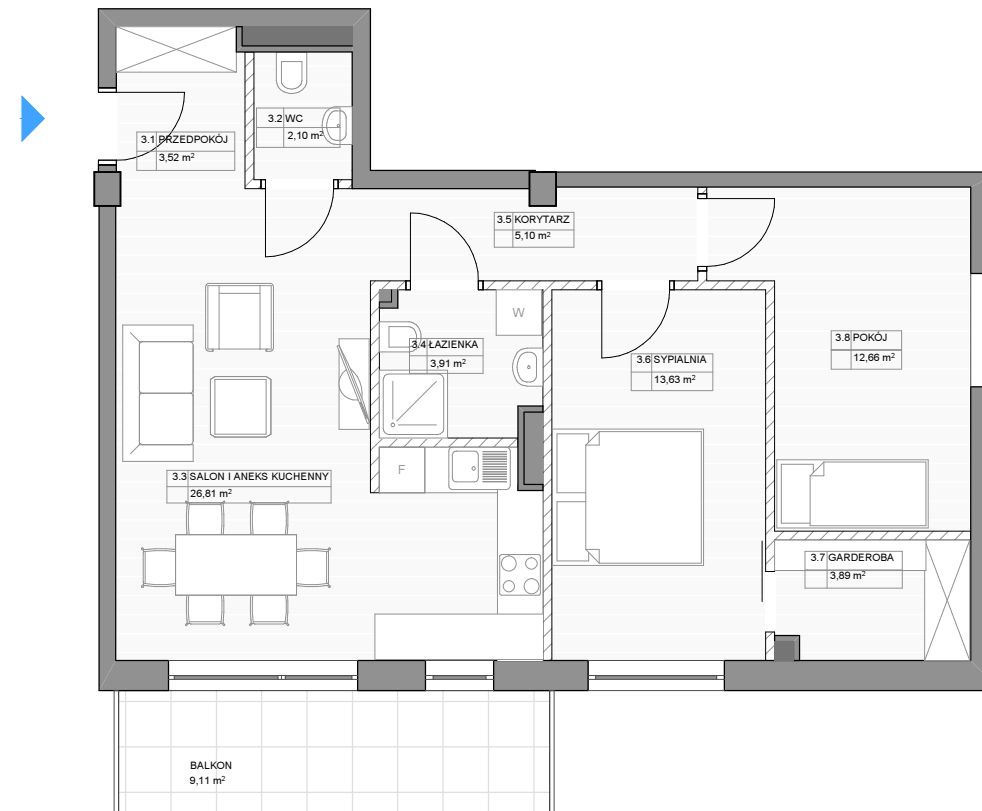 3.2 WC
2,10 m²
3.1 PRZEDPOKÓJ
3,52 m²
3.5 KORYTARZ
5,10 m²
W
3.4 ŁAZIENKA
3,91 m²
3.6 SYPIALNIA
13,63 m²
3.8 POKÓJ
12,66 m²
F
3.3 SALON I ANEKS KUCHENNY
26,81 m²
3.7 GARDEROBA
3,89 m²
BALKON
9,11 m²